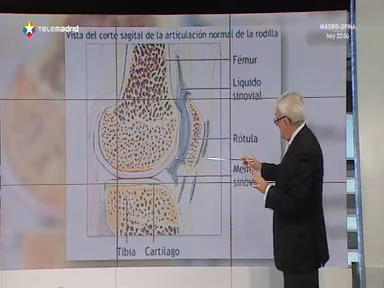 TELEMADRID
MADRID OPINA
hoy 22:00
Vista del corte sagital de la articulación normal de la rodilla
Fémur
Líquido
sinovial
Rótula
Mem
sinov
Tibia Cartílago